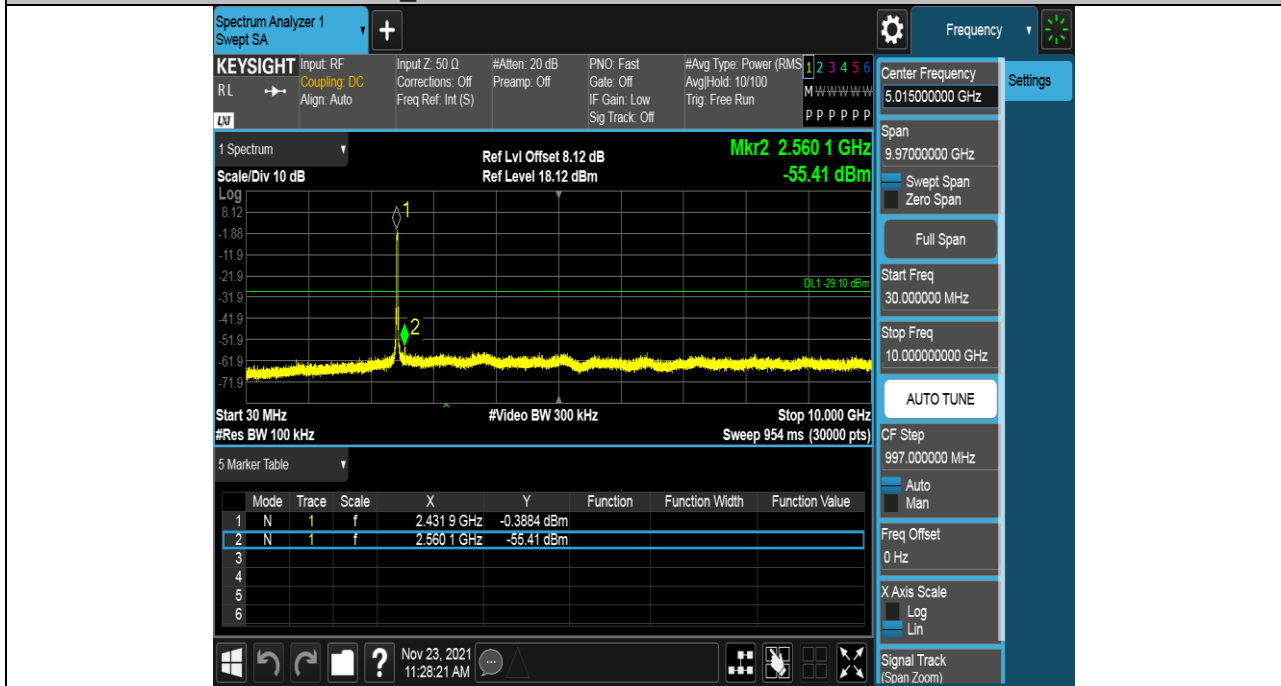 Spectrum Analyzer 1
Swept SA
+
Frequency
KEYSIGHT
RL
LXI
Input: RF
Coupling: DC
Align: Auto
Input Z: 50 Ω
Corrections: Off
Freq Ref: Int (S)
#Atten: 20 dB
Preamp: Off
PNO: Fast
Gate: Off
IF Gain: Low
Sig Track: Off
#Avg Type: Power (RMS
Avg|Hold: 10/100
Trig: Free Run
1 2 3 4 5 6
M W W W W W
P P P P P P
1 Spectrum
Scale/Div 10 dB
Ref Lvl Offset 8.12 dB
Ref Level 18.12 dBm
Mkr2 2.560 1 GHz
-55.41 dBm
Log
8.12
-1.88
-11.9
-21.9
-31.9
-41.9
-51.9
-61.9
-71.9
1
2
DL1 -29.10 dBm
Start 30 MHz
#Video BW 300 kHz
Stop 10.000 GHz
#Res BW 100 kHz
Sweep 954 ms (30000 pts)
5 Marker Table
Mode Trace Scale X Y Function Function Width Function Value
1 N 1 f 2.431 9 GHz -0.3884 dBm
2 N 1 f 2.560 1 GHz -55.41 dBm
3
4
5
6
Nov 23, 2021
11:28:21 AM
?
Center Frequency
5.015000000 GHz
Settings
Span
9.97000000 GHz
Swept Span
Zero Span
Full Span
Start Freq
30.000000 MHz
Stop Freq
10.000000000 GHz
AUTO TUNE
CF Step
997.000000 MHz
Auto
Man
Freq Offset
0 Hz
X Axis Scale
Log
Lin
Signal Track
(Span Zoom)